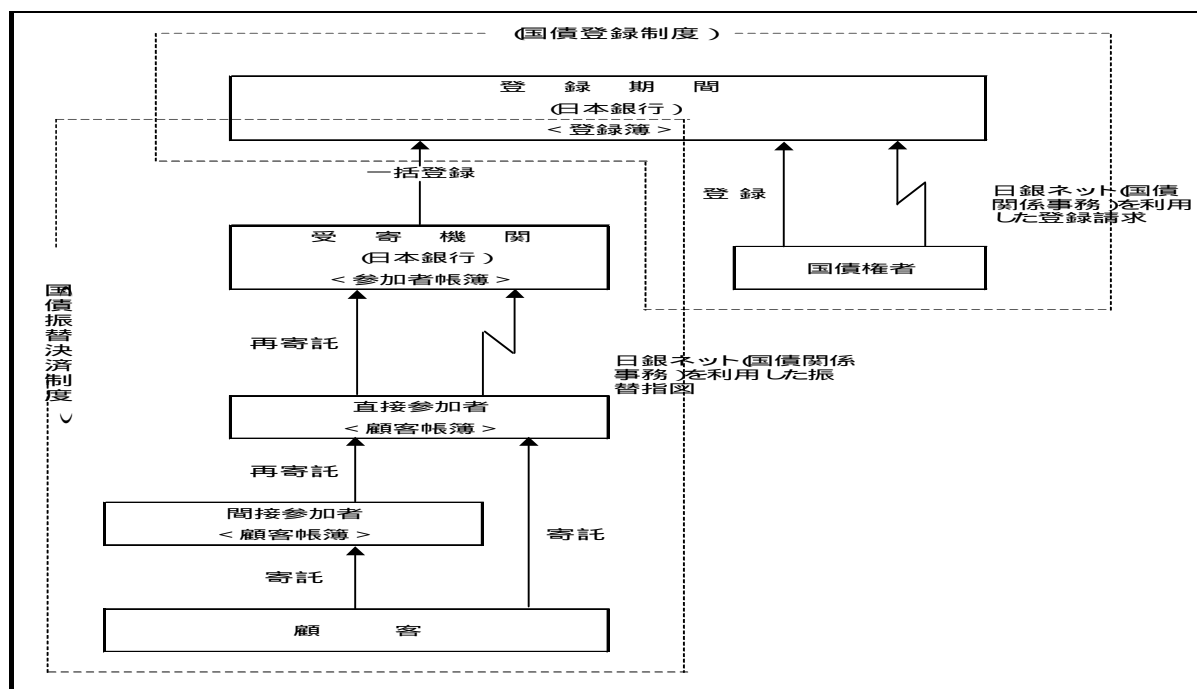 (国債登録制度)
登録期間
(日本銀行)
<登録簿>
一括登録
登録
日銀ネット(国債
関係事務)を利用
した登録請求
受寄機関
(日本銀行)
<参加者帳簿>
国債権者
国債振替決済制度)
再寄託
日銀ネット(国債関係
事務)を利用した振
替指図
直接参加者
<顧客帳簿>
再寄託
間接参加者
<顧客帳簿>
寄託
寄託
顧客